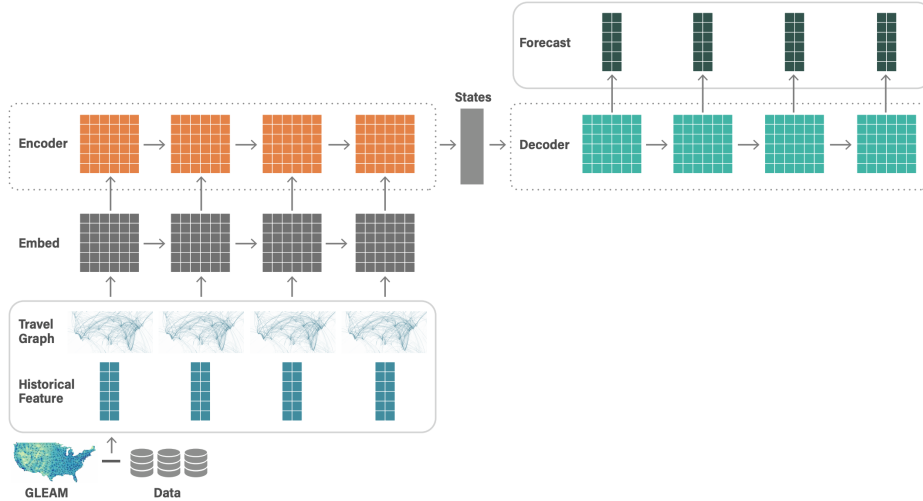 Forecast
States
Encoder
Decoder
Embed
Travel
Graph
Historical
Feature
GLEAM
Data